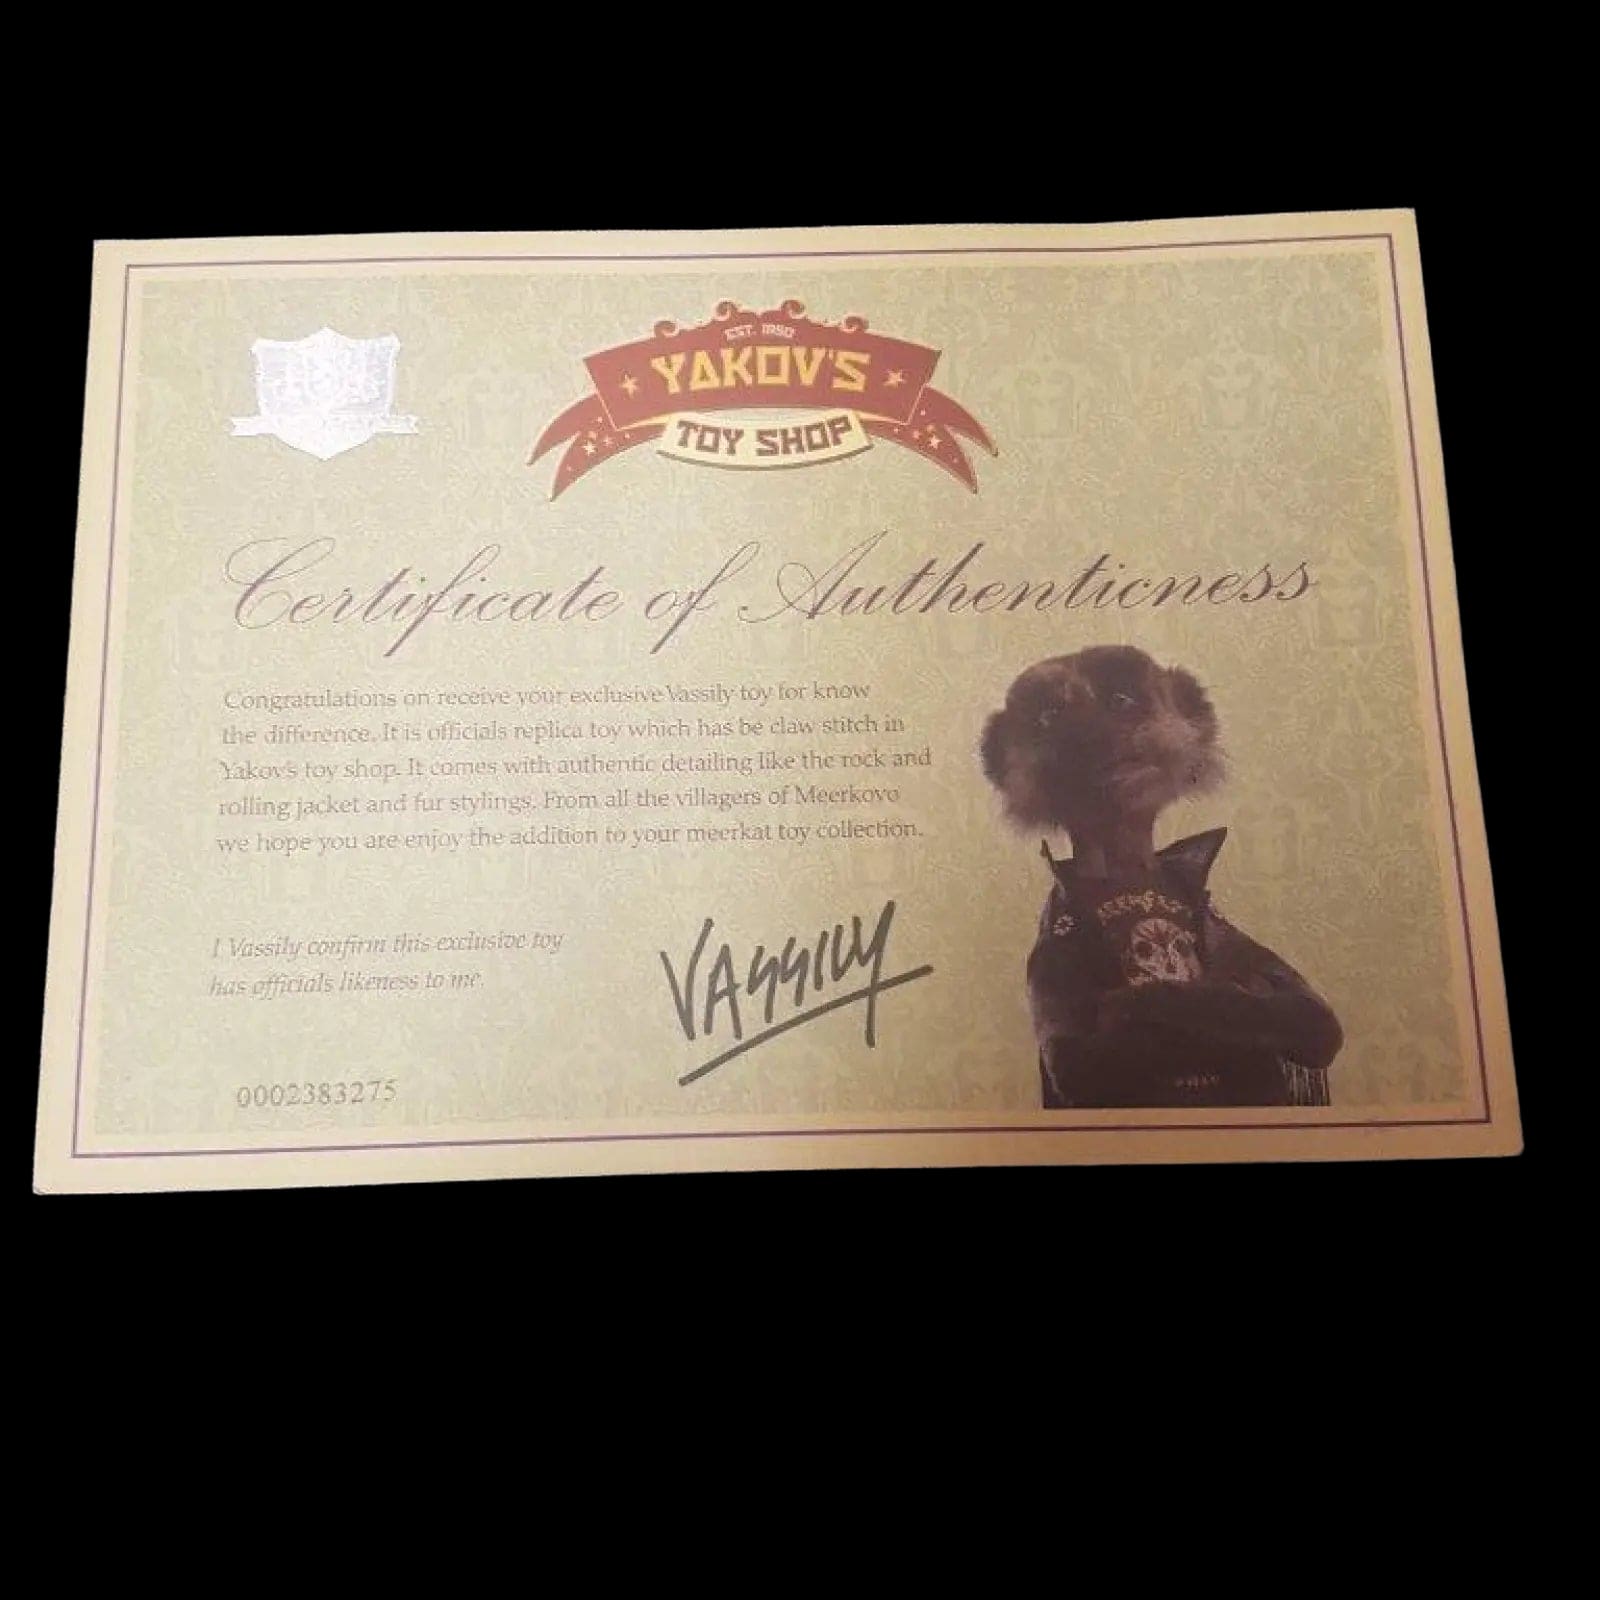 EST. 1850
YAKOV'S
TOY SHOP
Certificate of Authenticness
Congratulations on receive your exclusive Vassily toy for know
the difference. It is officials replica toy which has be claw stitch in
Yakov's toy shop. It comes with authentic detailing like the rock and
rolling jacket and fur stylings. From all the villagers of Meerkovo
we hope you are enjoy the addition to your meerkat toy collection.
I Vassily confirm this exclusive toy
has officials likeness to me.
VASSILY
0002383275